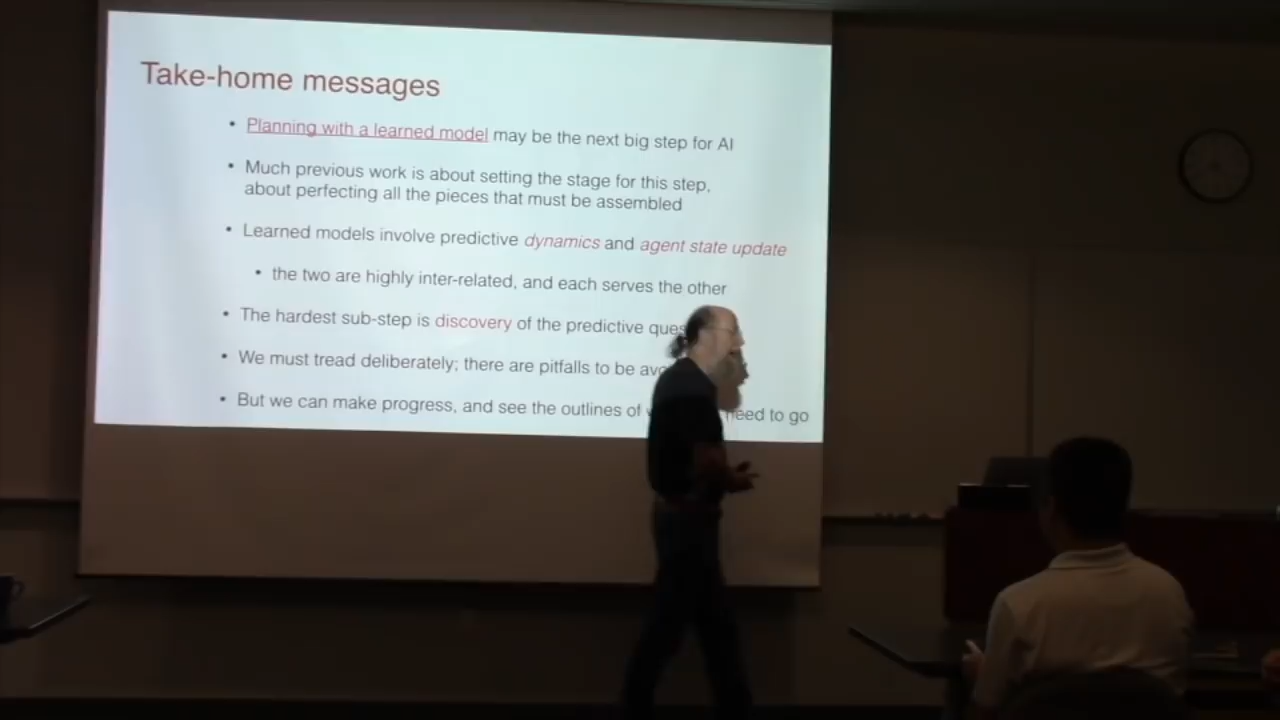 Take-home messages
• Planning with a learned model may be the next big step for AI
• Much previous work is about setting the stage for this step,
about perfecting all the pieces that must be assembled
• Learned models involve predictive dynamics and agent state update
• the two are highly inter-related, and each serves the other
• The hardest sub-step is discovery of the predictive ques
• We must tread deliberately; there are pitfalls to be avo
• But we can make progress, and see the outlines of need to go